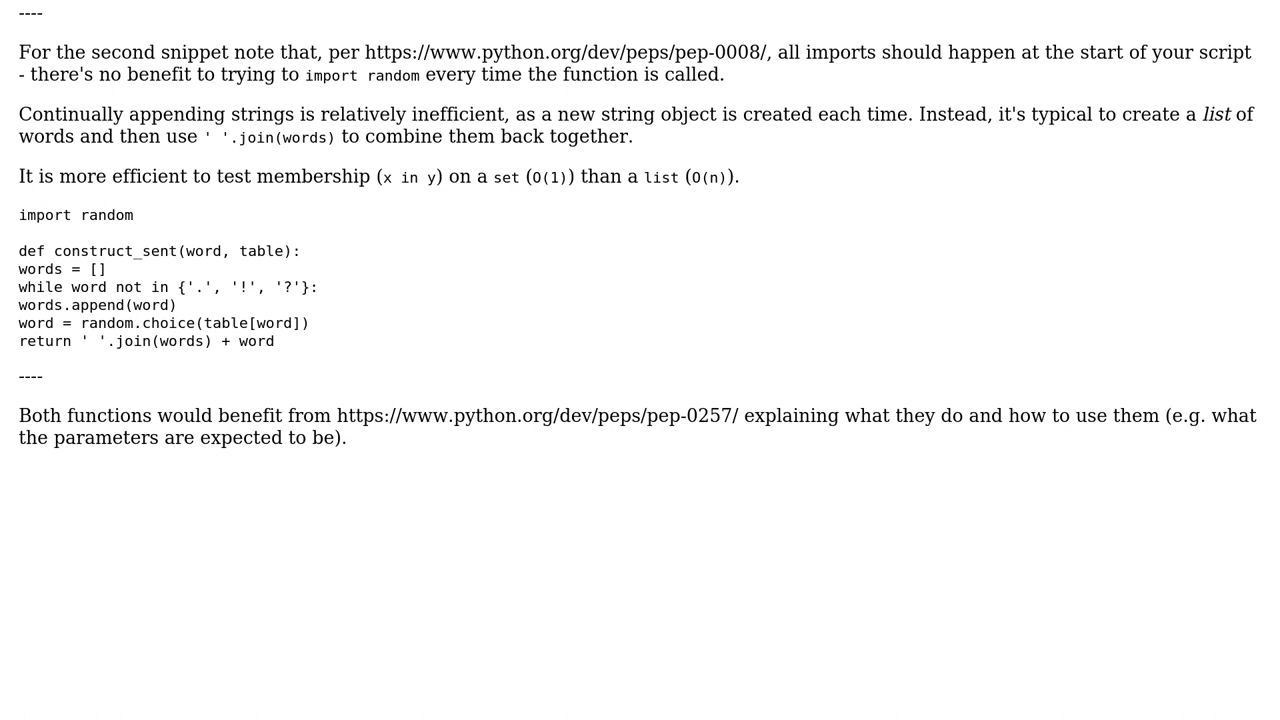 ----
For the second snippet note that, per https://www.python.org/dev/peps/pep-0008/, all imports should happen at the start of your script
- there's no benefit to trying to import random every time the function is called.
Continually appending strings is relatively inefficient, as a new string object is created each time. Instead, it's typical to create a list of
words and then use ' '.join(words) to combine them back together.
It is more efficient to test membership (x in y) on a set (O(1)) than a list (O(n)).
import random
def construct_sent(word, table):
words = []
while word not in {'.', '!', '?'}:
words.append(word)
word = random.choice(table[word])
return ' '.join(words) + word
----
Both functions would benefit from https://www.python.org/dev/peps/pep-0257/ explaining what they do and how to use them (e.g. what
the parameters are expected to be).